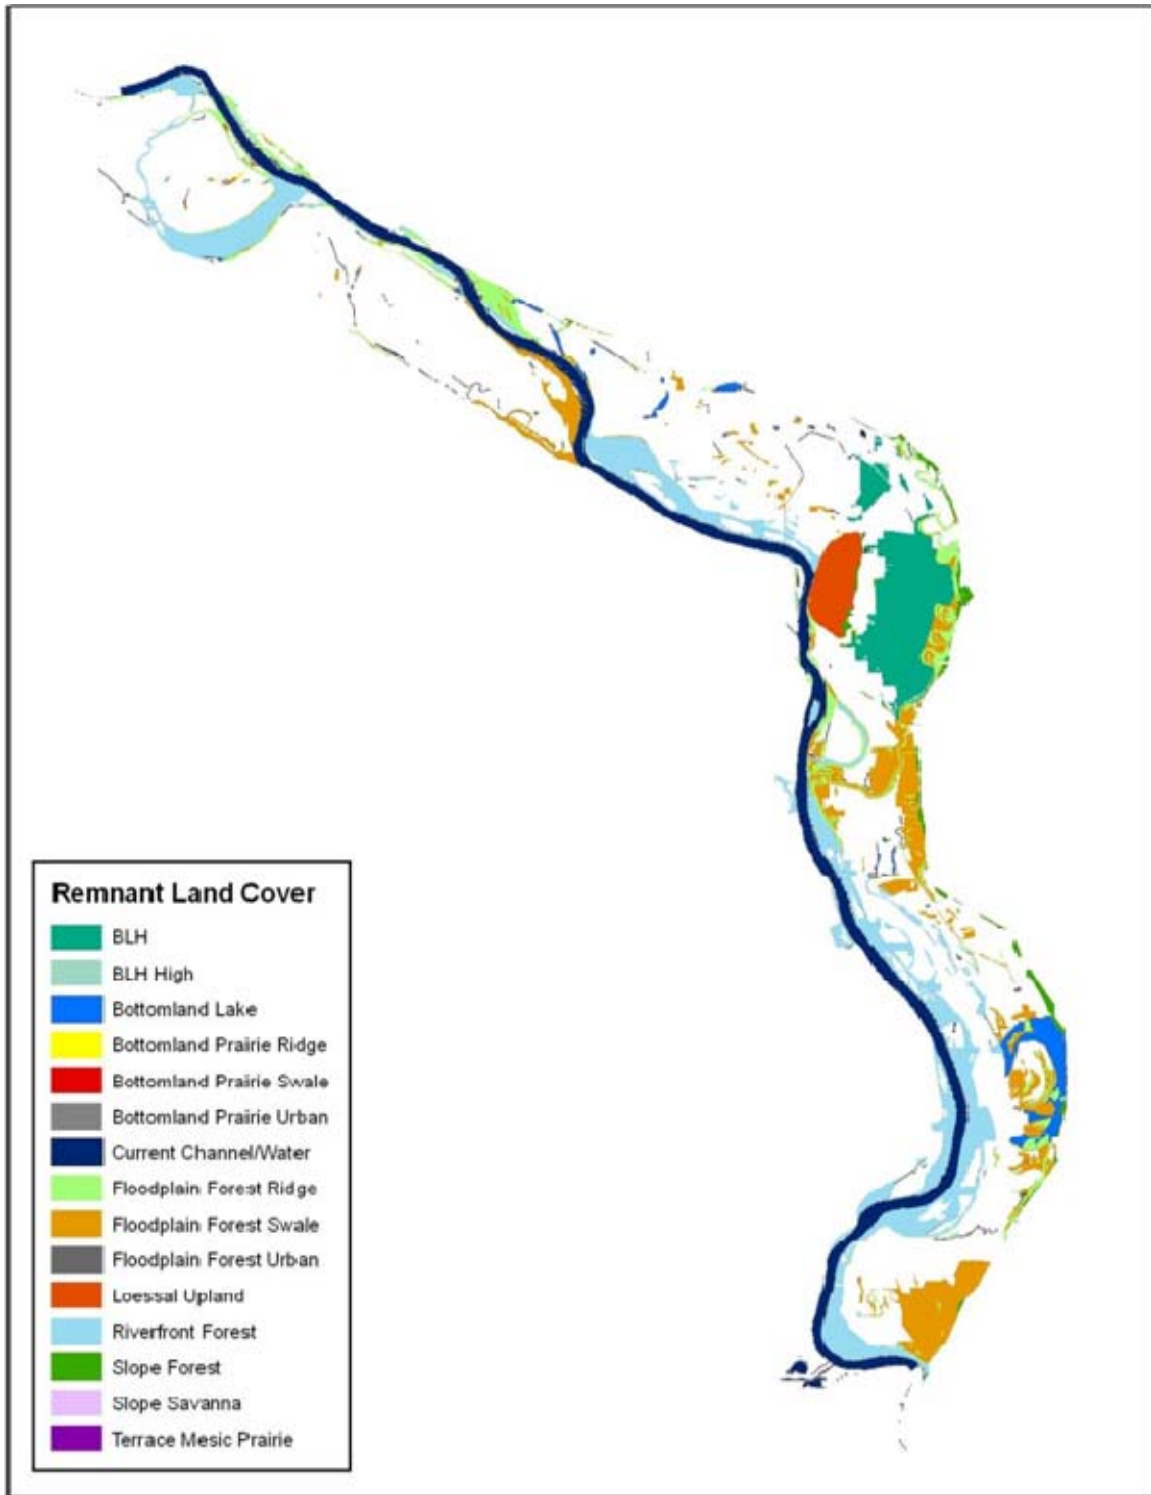 Remnant Land Cover
BLH
BLH High
Bottomland Lake
Bottomland Prairie Ridge
Bottomland Prairie Swale
Bottomland Prairie Urban
Current Channel/Water
Floodplain Forest Ridge
Floodplain Forest Swale
Floodplain Forest Urban
Loessal Upland
Riverfront Forest
Slope Forest
Slope Savanna
Terrace Mesic Prairie